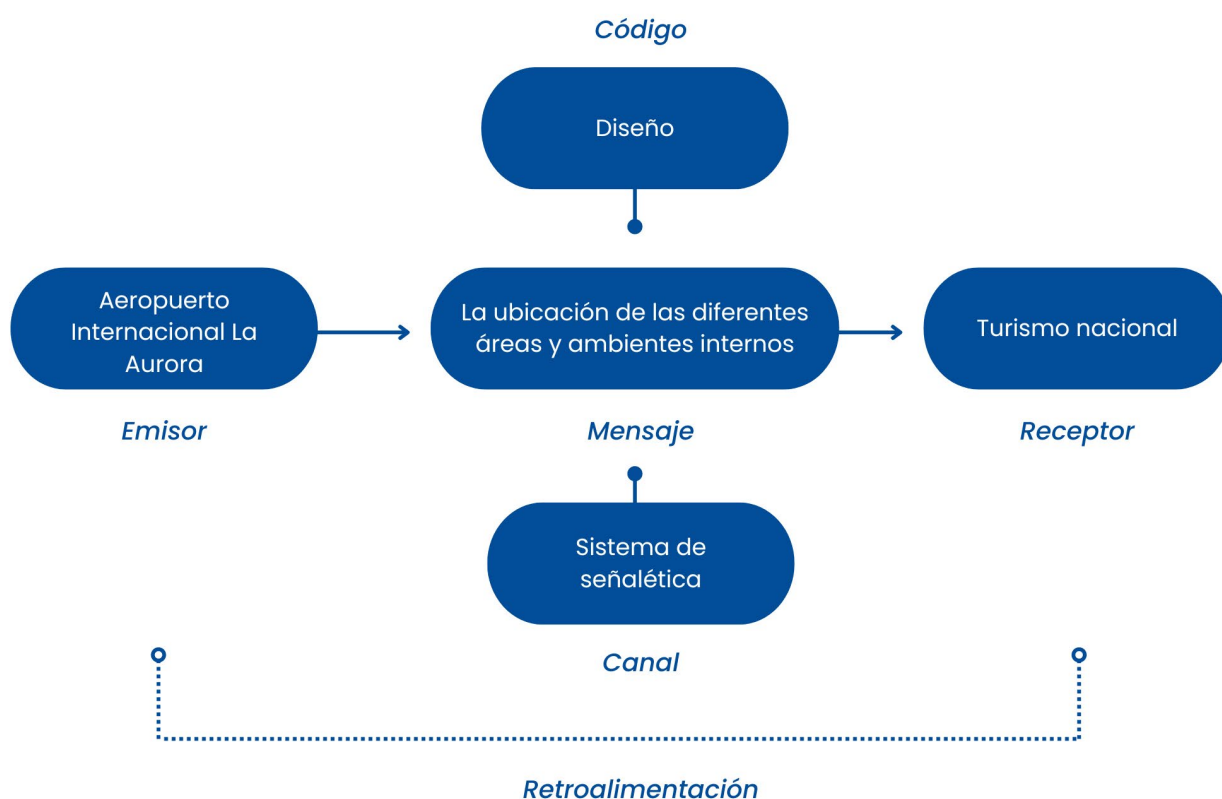 Código
Diseño
Aeropuerto
Internacional La
Aurora
Emisor
La ubicación de las diferentes
áreas y ambientes internos
Mensaje
Turismo nacional
Receptor
Sistema de
señalética
Canal
Retroalimentación